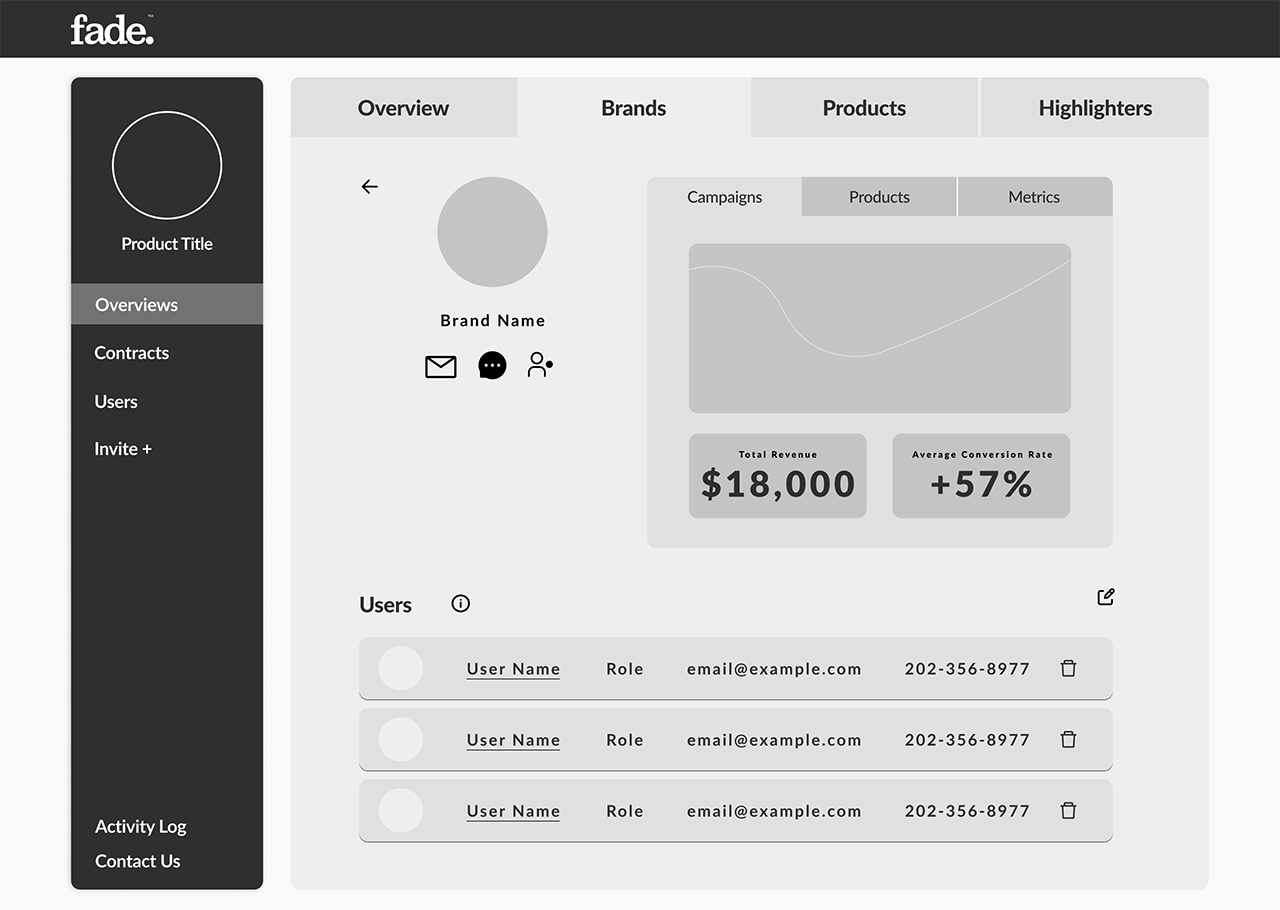 fade.™
Product Title
Overviews
Contracts
Users
Invite +
Activity Log
Contact Us
Overview Brands Products Highlighters
Brand Name
Campaigns Products Metrics
Total Revenue
$18,000
Average Conversion Rate
+57%
Users
User Name Role email@example.com 202-356-8977
User Name Role email@example.com 202-356-8977
User Name Role email@example.com 202-356-8977